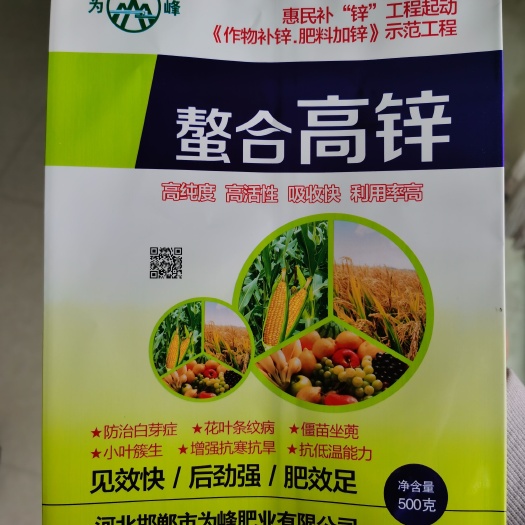 为峰
惠民补“锌”工程起动
《作物补锌.肥料加锌》示范工程
螯合高锌
高纯度 高活性 吸收快 利用率高
★防治白芽症 ★花叶条纹病 ★僵苗坐蔸
★小叶簇生 ★增强抗寒抗旱 ★抗低温能力
见效快/后劲强/肥效足
净含量
500克
河北邯郸市为峰肥业有限公司